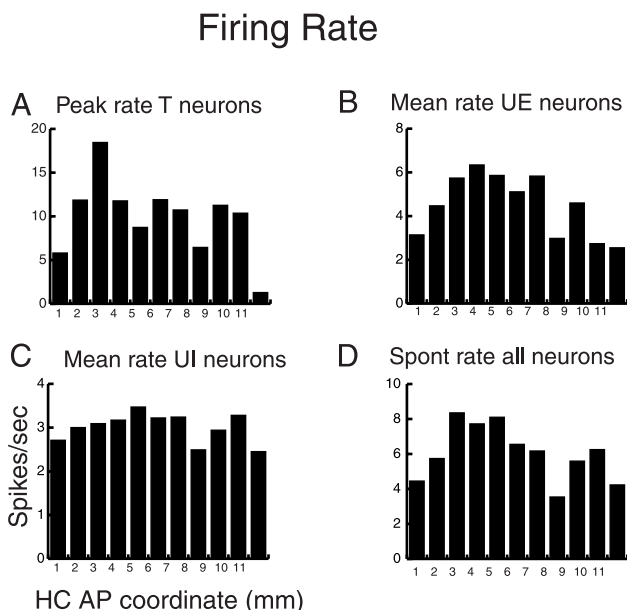 Firing Rate
A Peak rate T neurons
20
15
10
5
0
1 2 3 4 5 6 7 8 9 10 11
B Mean rate UE neurons
8
6
4
2
0
1 2 3 4 5 6 7 8 9 10 11
C Mean rate UI neurons
4
3
2
1
0
Spikes/sec
1 2 3 4 5 6 7 8 9 10 11
HC AP coordinate (mm)
D Spont rate all neurons
10
8
6
4
2
0
1 2 3 4 5 6 7 8 9 10 11